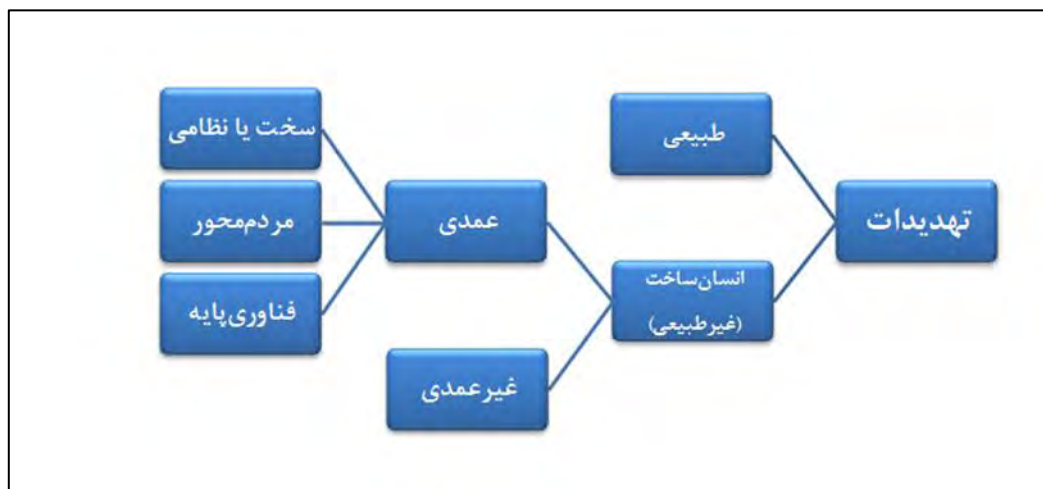 تهدیدات
طبیعی
انسان‌ساخت
(غیرطبیعی)
عمدی
غیرعمدی
سخت یا نظامی
مردم‌محور
فناوری‌پایه